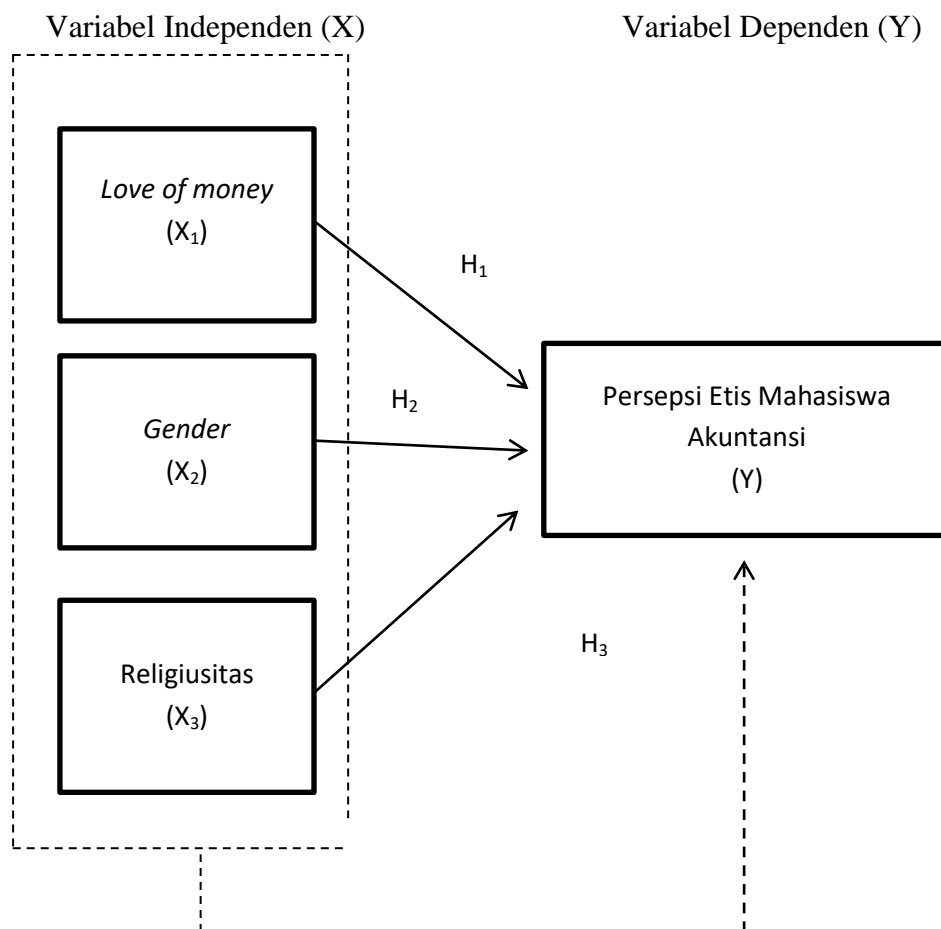 Variabel Independen (X)
Variabel Dependen (Y)
Love of money
(X₁)
H₁
Gender
(X₂)
H₂
Persepsi Etis Mahasiswa
Akuntansi
(Y)
Religiusitas
(X₃)
H₃